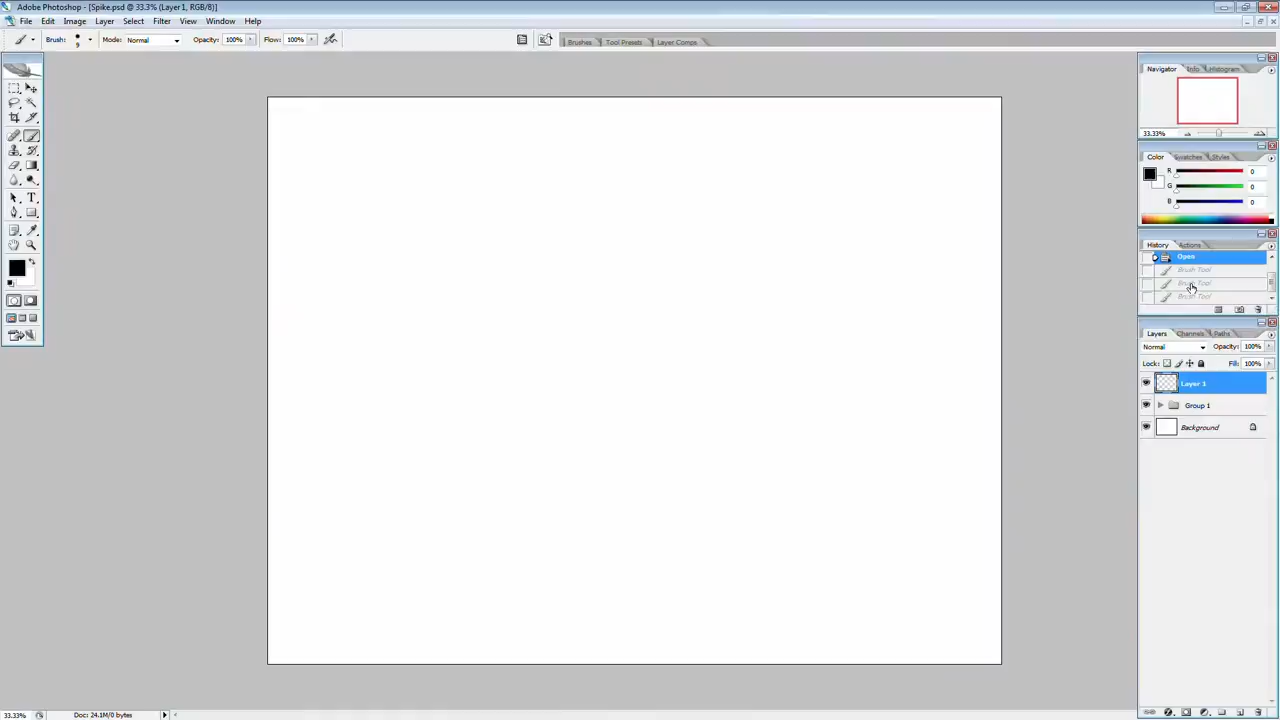 Adobe Photoshop - [Spike.psd @ 33.3% (Layer 1, RGB/8)]
File Edit Image Layer Select Filter View Window Help
Brush: 9 Mode: Normal Opacity: 100% Flow: 100% Brushes Tool Presets Layer Comps
Navigator Info Histogram
33.33%
Color Swatches Styles
R 0
G 0
B 0
History Actions
Open
Brush Tool
Brush Tool
Brush Tool
Layers Channels Paths
Normal Opacity: 100%
Lock: Fill: 100%
Layer 1
Group 1
Background
33.33% Doc: 24.1M/0 bytes